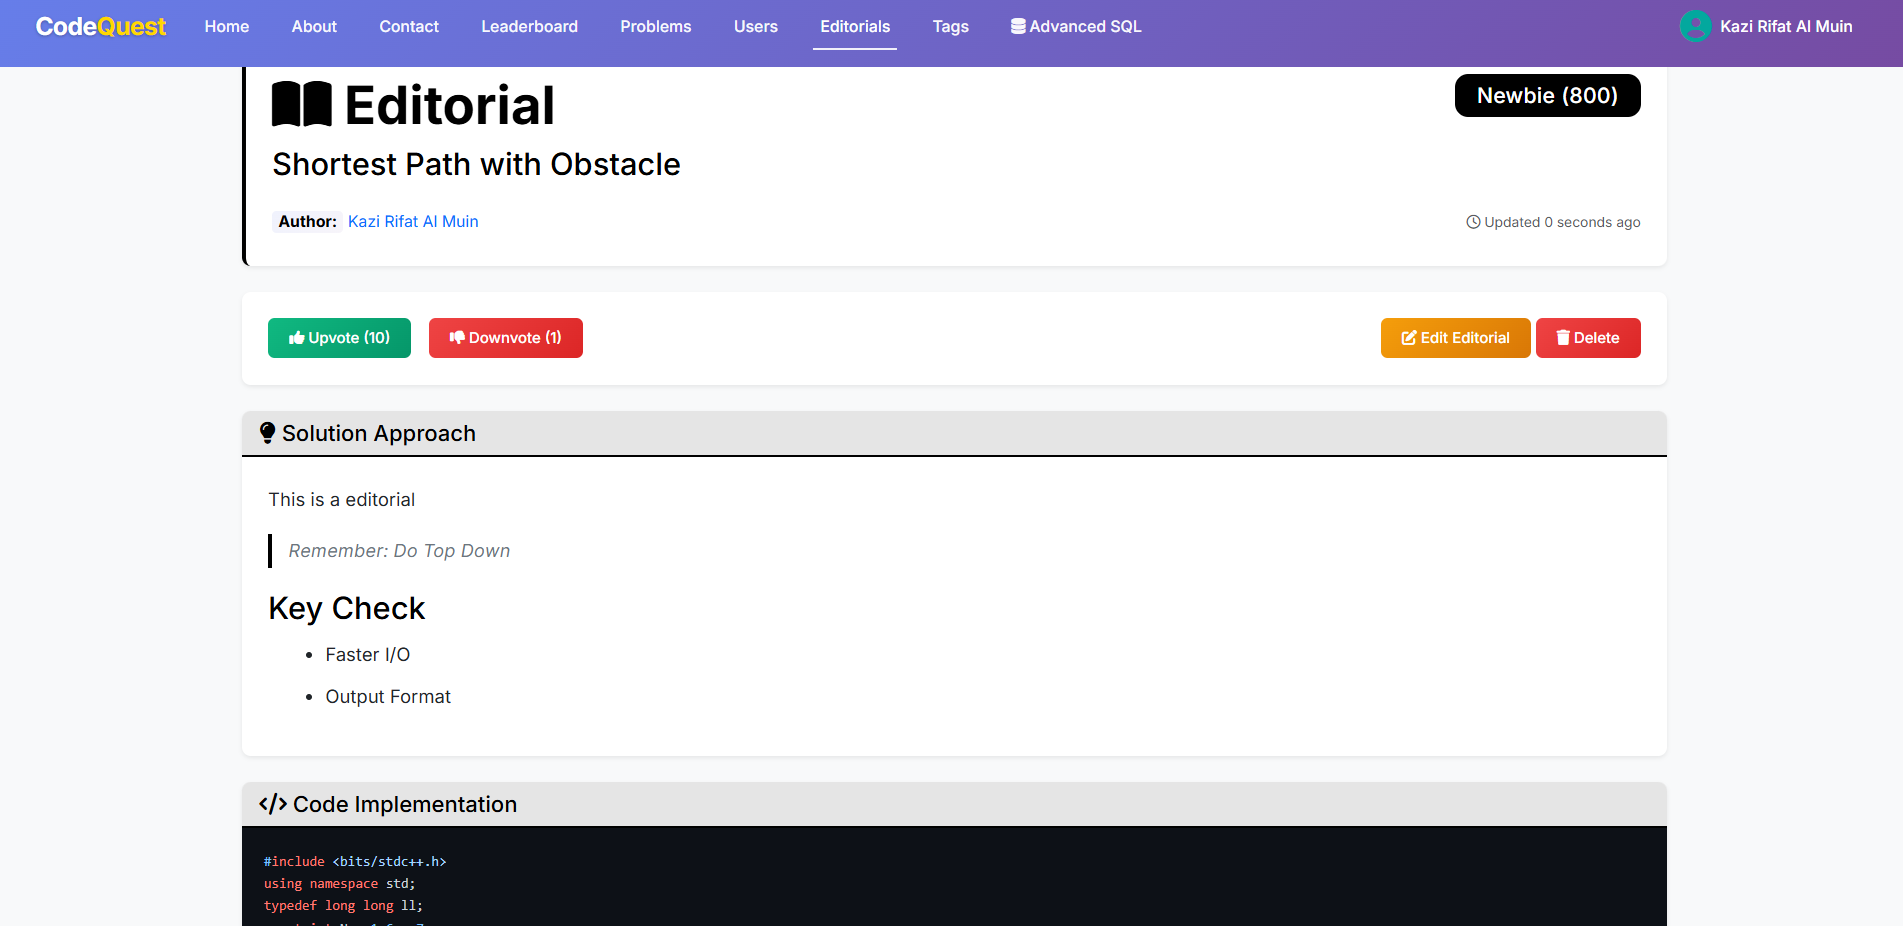 CodeQuest Home About Contact Leaderboard Problems Users Editorials Tags Advanced SQL Kazi Rifat Al Muin
Editorial Newbie (800)
Shortest Path with Obstacle
Author: Kazi Rifat Al Muin Updated 0 seconds ago
Upvote (10) Downvote (1) Edit Editorial Delete
Solution Approach
This is a editorial
Remember: Do Top Down
Key Check
• Faster I/O
• Output Format
</> Code Implementation
#include <bits/stdc++.h>
using namespace std;
typedef long long ll;